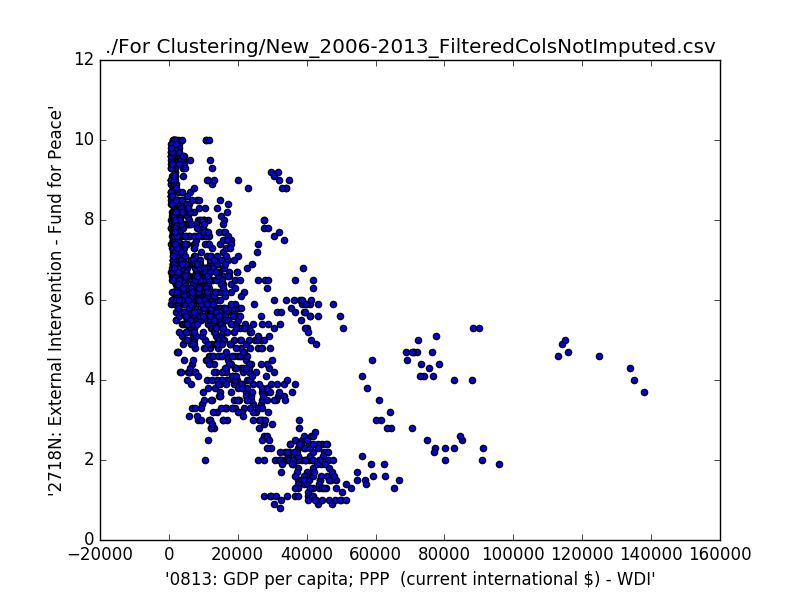 ./For Clustering/New_2006-2013_FilteredColsNotImputed.csv
12
10
8
6
4
2
0
'2718N: External Intervention - Fund for Peace'
−20000 0 20000 40000 60000 80000 100000 120000 140000 160000
'0813: GDP per capita; PPP  (current international $) - WDI'